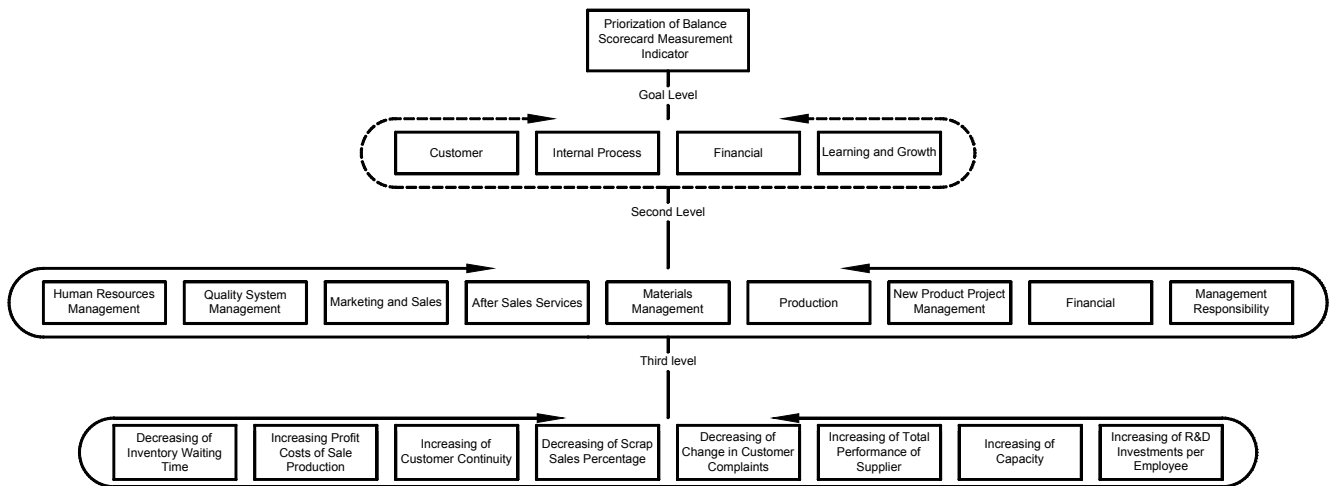 Priorization of Balance
Scorecard Measurement
Indicator
Goal Level
Customer
Internal Process
Financial
Learning and Growth
Second Level
Human Resources
Management
Quality System
Management
Marketing and Sales
After Sales Services
Materials
Management
Production
New Product Project
Management
Financial
Management
Responsibility
Third level
Decreasing of
Inventory Waiting
Time
Increasing Profit
Costs of Sale
Production
Increasing of
Customer Continuity
Decreasing of Scrap
Sales Percentage
Decreasing of
Change in Customer
Complaints
Increasing of Total
Performance of
Supplier
Increasing of
Capacity
Increasing of R&D
Investments per
Employee